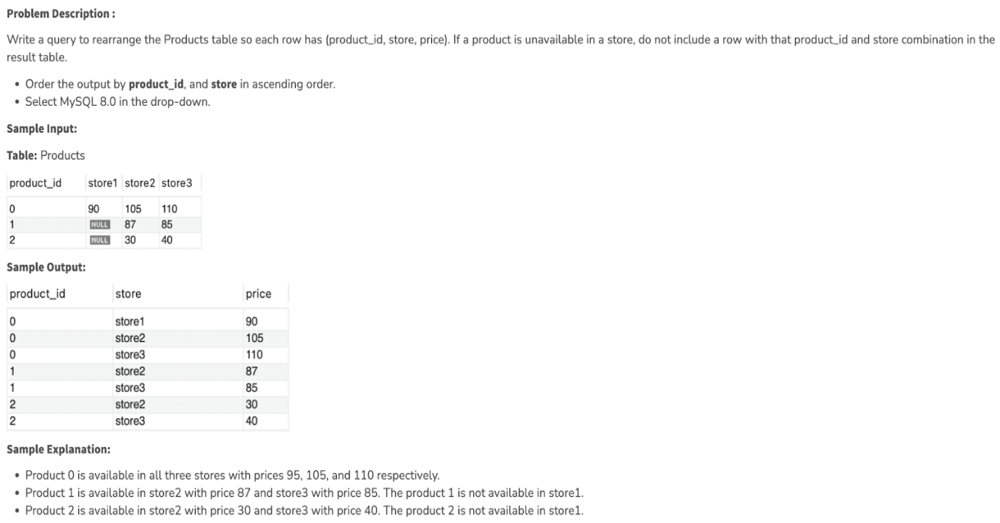 Problem Description :
Write a query to rearrange the Products table so each row has (product_id, store, price). If a product is unavailable in a store, do not include a row with that product_id and store combination in the
result table.
• Order the output by product_id, and store in ascending order.
• Select MySQL 8.0 in the drop-down.
Sample Input:
Table: Products
product_id store1 store2 store3
0 90 105 110
1 NULL 87 85
2 NULL 30 40
Sample Output:
product_id store price
0 store1 90
0 store2 105
0 store3 110
1 store2 87
1 store3 85
2 store2 30
2 store3 40
Sample Explanation:
• Product 0 is available in all three stores with prices 95, 105, and 110 respectively.
• Product 1 is available in store2 with price 87 and store3 with price 85. The product 1 is not available in store1.
• Product 2 is available in store2 with price 30 and store3 with price 40. The product 2 is not available in store1.